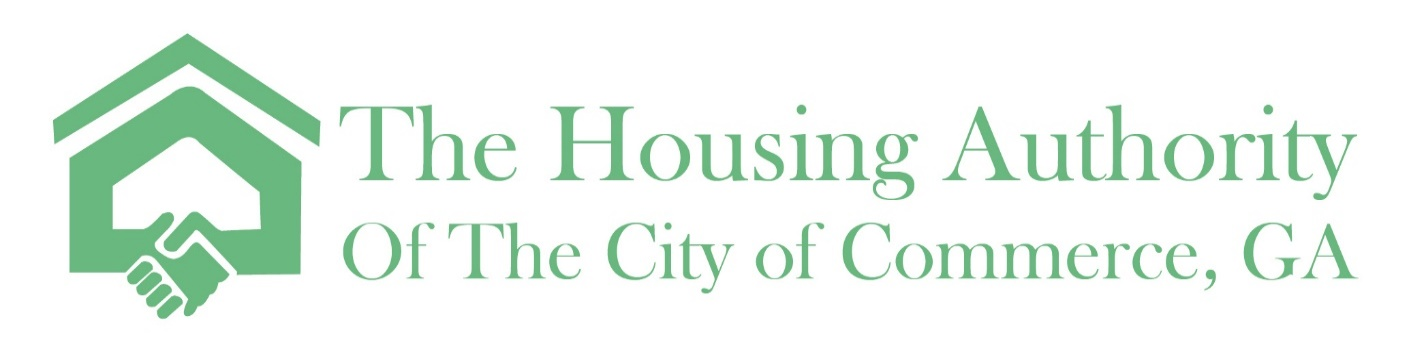 The Housing Authority
Of The City of Commerce, GA